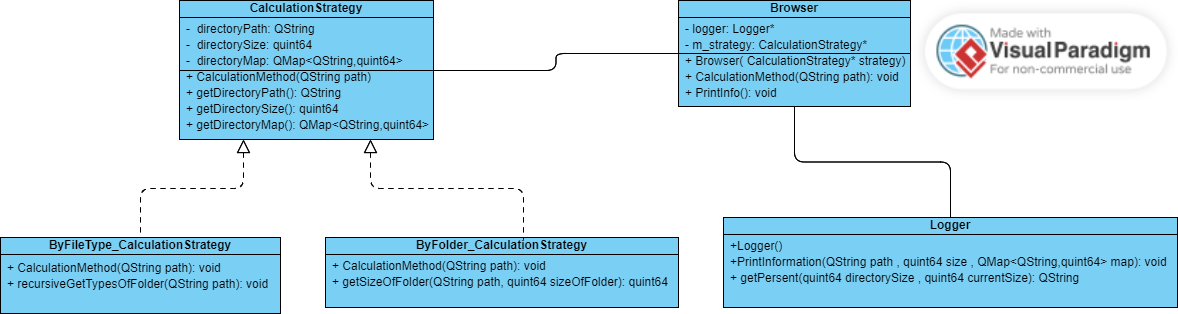 CalculationStrategy
- directoryPath: QString
- directorySize: quint64
- directoryMap: QMap<QString,quint64>
+ CalculationMethod(QString path)
+ getDirectoryPath(): QString
+ getDirectorySize(): quint64
+ getDirectoryMap(): QMap<QString,quint64>
Browser
- logger: Logger*
- m_strategy: CalculationStrategy*
+ Browser( CalculationStrategy* strategy)
+ CalculationMethod(QString path): void
+ PrintInfo(): void
Made with
VisualParadigm
For non-commercial use
ByFileType_CalculationStrategy
+ CalculationMethod(QString path): void
+ recursiveGetTypesOfFolder(QString path): void
ByFolder_CalculationStrategy
+ CalculationMethod(QString path): void
+ getSizeOfFolder(QString path, quint64 sizeOfFolder): quint64
Logger
+Logger()
+PrintInformation(QString path , quint64 size , QMap<QString,quint64> map): void
+ getPersent(quint64 directorySize , quint64 currentSize): QString